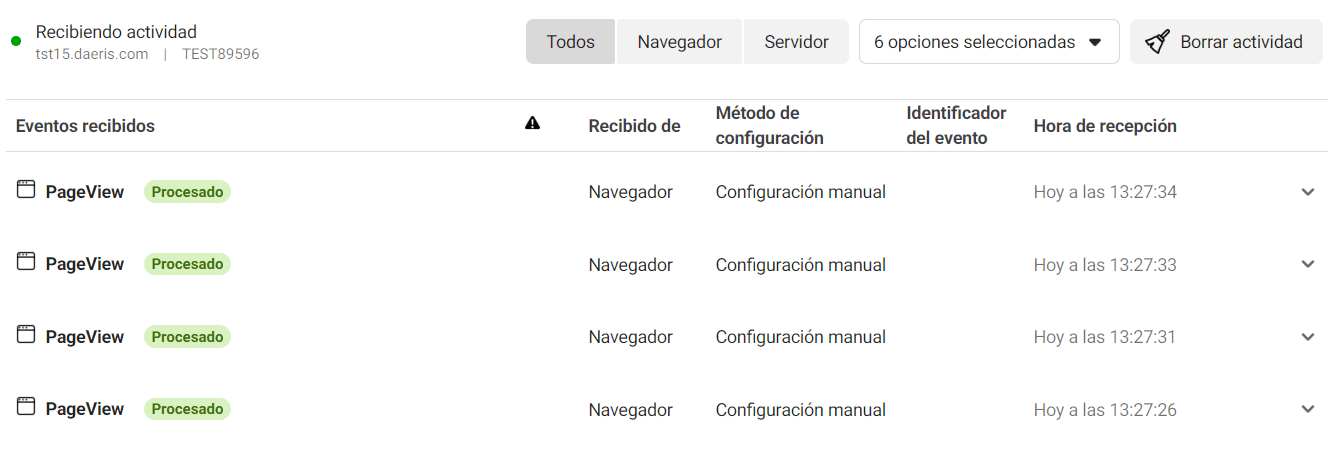 Recibiendo actividad
tst15.daeris.com | TEST89596
Todos Navegador Servidor 6 opciones seleccionadas Borrar actividad
Eventos recibidos Recibido de Método de configuración Identificador del evento Hora de recepción
PageView Procesado Navegador Configuración manual Hoy a las 13:27:34
PageView Procesado Navegador Configuración manual Hoy a las 13:27:33
PageView Procesado Navegador Configuración manual Hoy a las 13:27:31
PageView Procesado Navegador Configuración manual Hoy a las 13:27:26